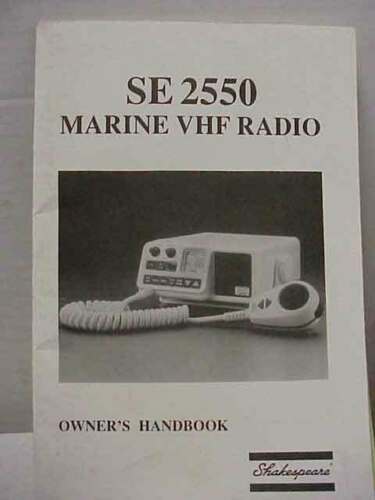 SE 2550
MARINE VHF RADIO
OWNER'S HANDBOOK
Shakespeare